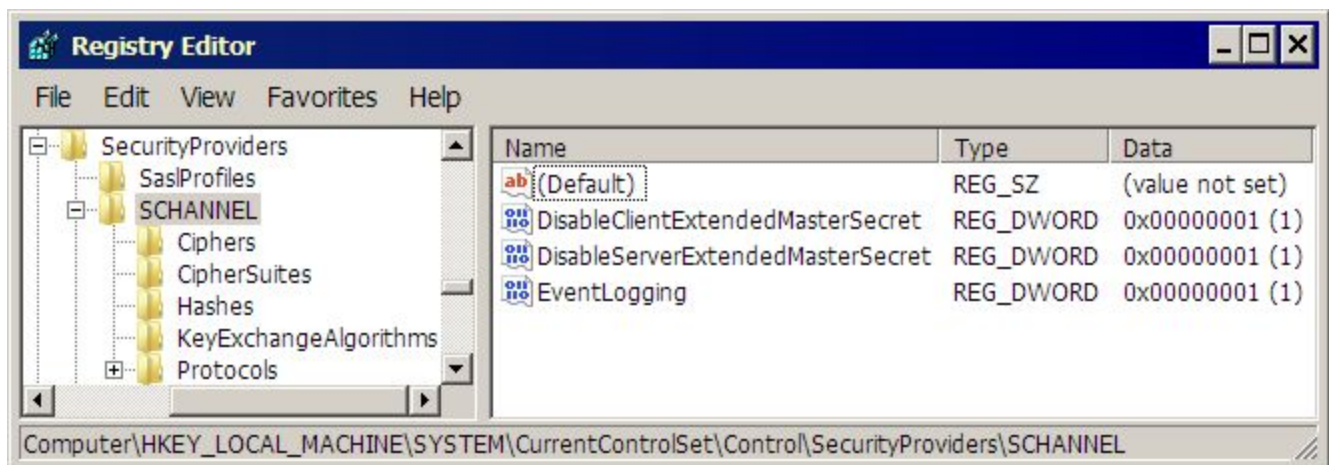 Registry Editor
File Edit View Favorites Help
SecurityProviders
SaslProfiles
SCHANNEL
Ciphers
CipherSuites
Hashes
KeyExchangeAlgorithms
Protocols
Name Type Data
ab (Default) REG_SZ (value not set)
DisableClientExtendedMasterSecret REG_DWORD 0x00000001 (1)
DisableServerExtendedMasterSecret REG_DWORD 0x00000001 (1)
EventLogging REG_DWORD 0x00000001 (1)
Computer\HKEY_LOCAL_MACHINE\SYSTEM\CurrentControlSet\Control\SecurityProviders\SCHANNEL